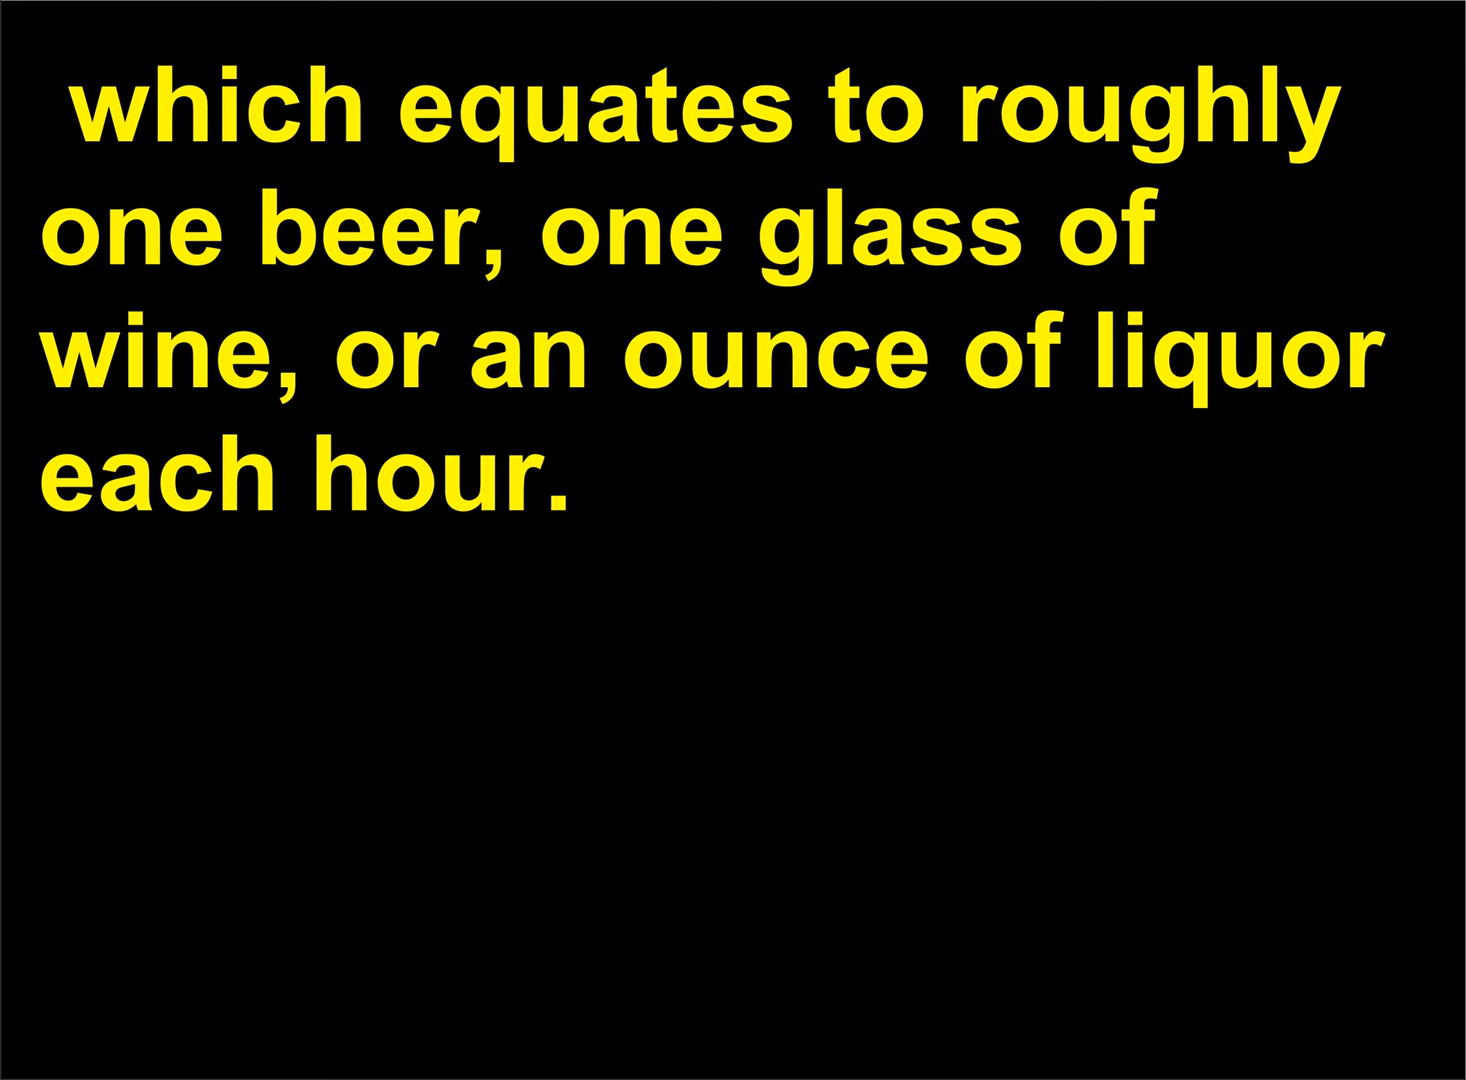 which equates to roughly
one beer, one glass of
wine, or an ounce of liquor
each hour.